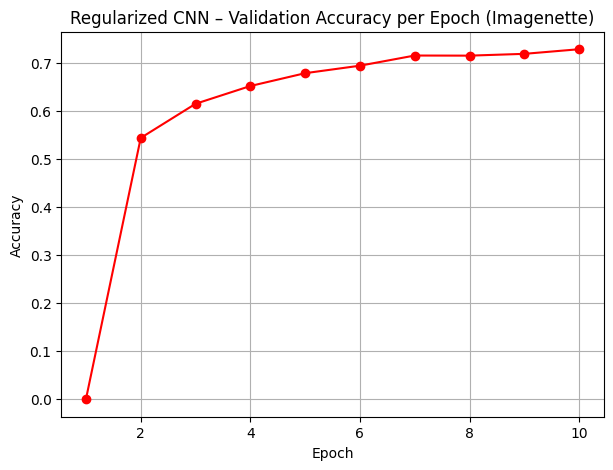 Regularized CNN – Validation Accuracy per Epoch (Imagenette)
Accuracy
0.7
0.6
0.5
0.4
0.3
0.2
0.1
0.0
2 4 6 8 10
Epoch